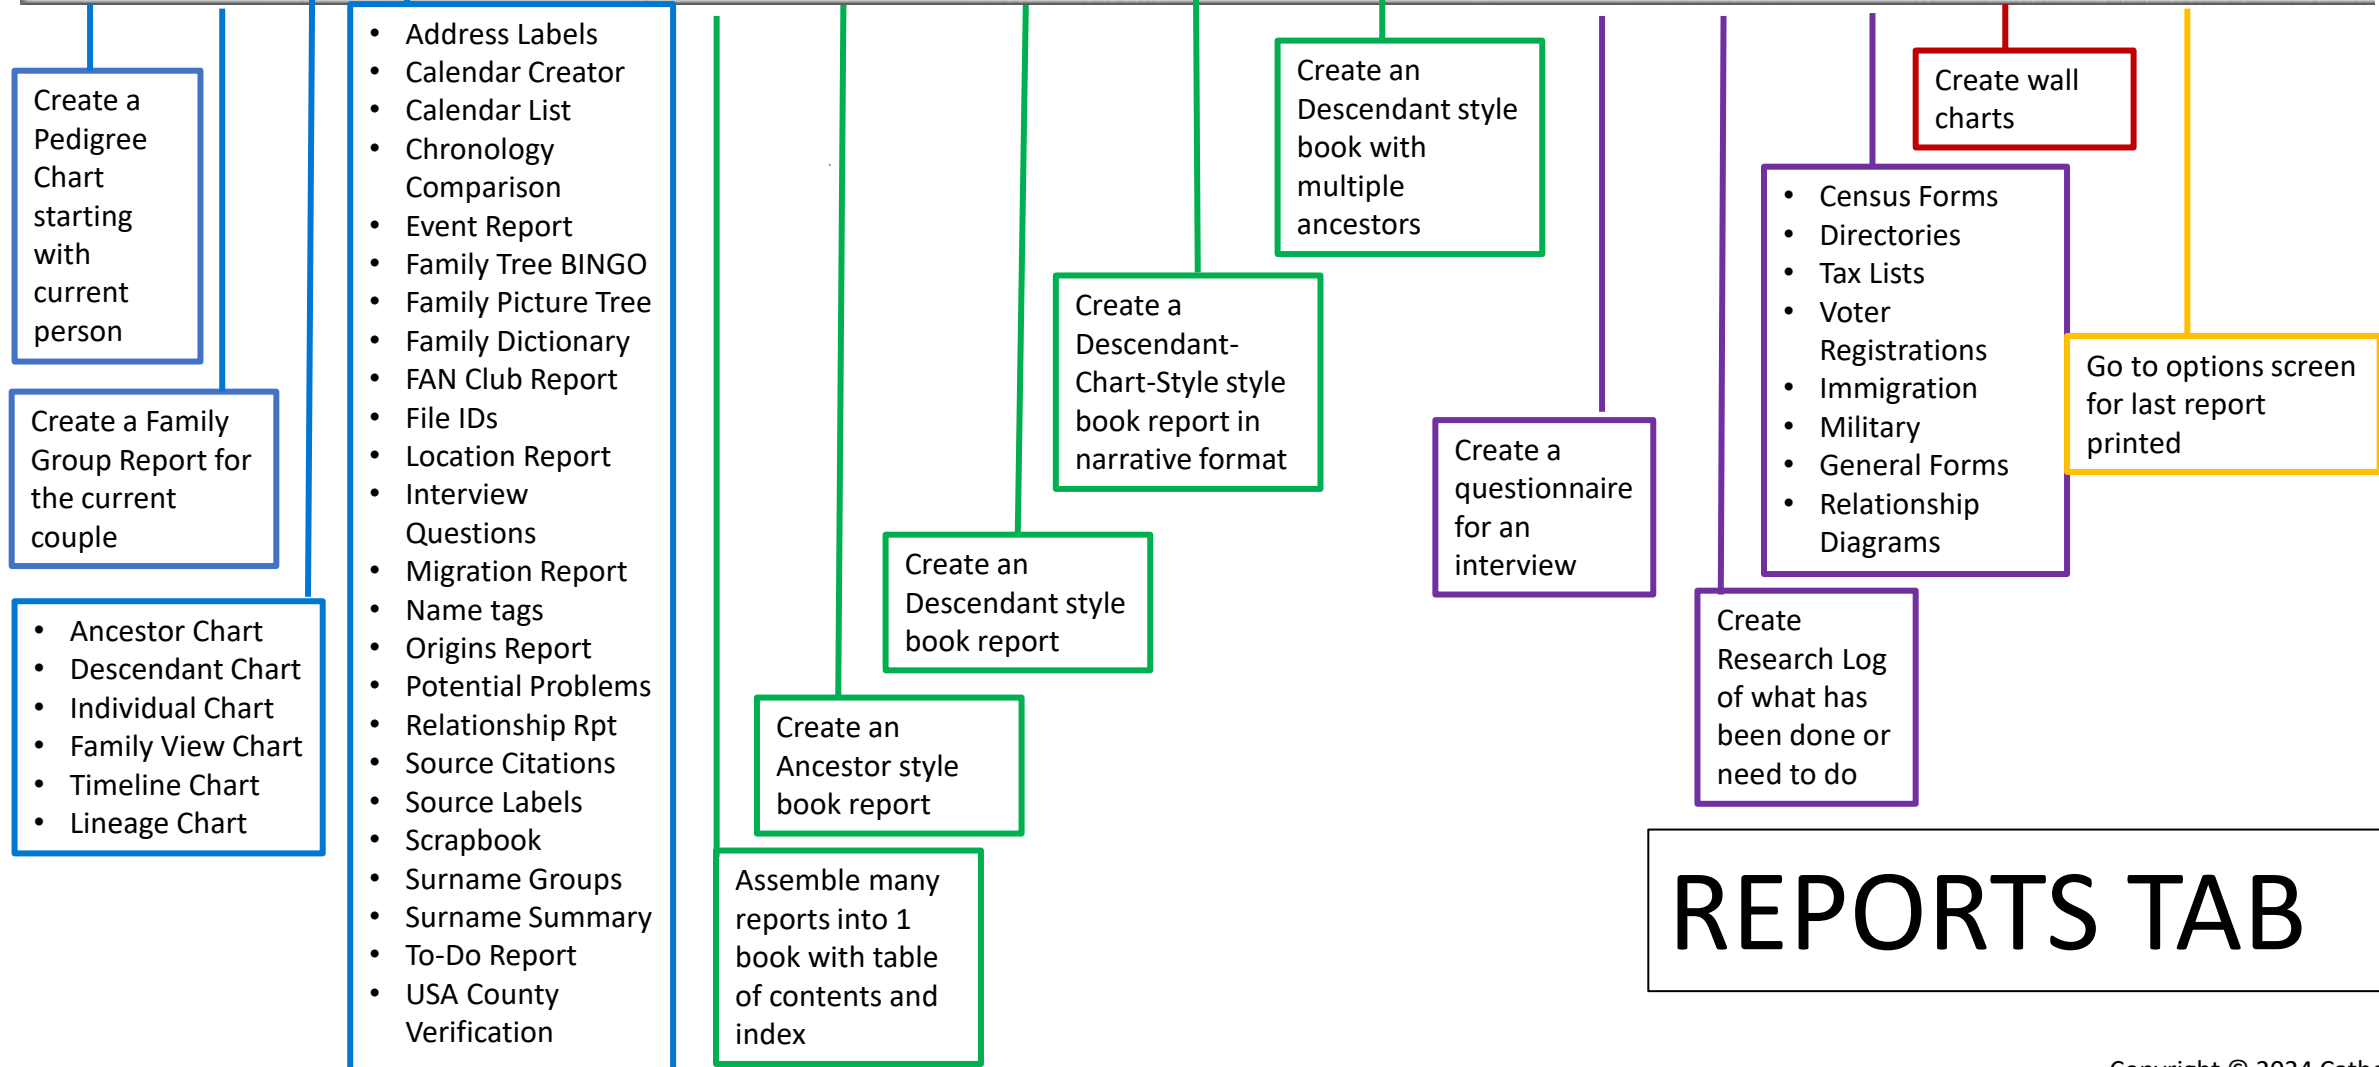 Create a
Pedigree
Chart
starting
with
current
person
Create a Family
Group Report for
the current
couple
• Ancestor Chart
• Descendant Chart
• Individual Chart
• Family View Chart
• Timeline Chart
• Lineage Chart
• Address Labels
• Calendar Creator
• Calendar List
• Chronology
Comparison
• Event Report
• Family Tree BINGO
• Family Picture Tree
• Family Dictionary
• FAN Club Report
• File IDs
• Location Report
• Interview
Questions
• Migration Report
• Name tags
• Origins Report
• Potential Problems
• Relationship Rpt
• Source Citations
• Source Labels
• Scrapbook
• Surname Groups
• Surname Summary
• To-Do Report
• USA County
Verification
Assemble many
reports into 1
book with table
of contents and
index
Create an
Ancestor style
book report
Create an
Descendant style
book report
Create a
Descendant-
Chart-Style style
book report in
narrative format
Create an
Descendant style
book with
multiple
ancestors
Create a
questionnaire
for an
interview
Create
Research Log
of what has
been done or
need to do
• Census Forms
• Directories
• Tax Lists
• Voter
Registrations
• Immigration
• Military
• General Forms
• Relationship
Diagrams
Create wall
charts
Go to options screen
for last report
printed
REPORTS TAB
Copyright © 2024